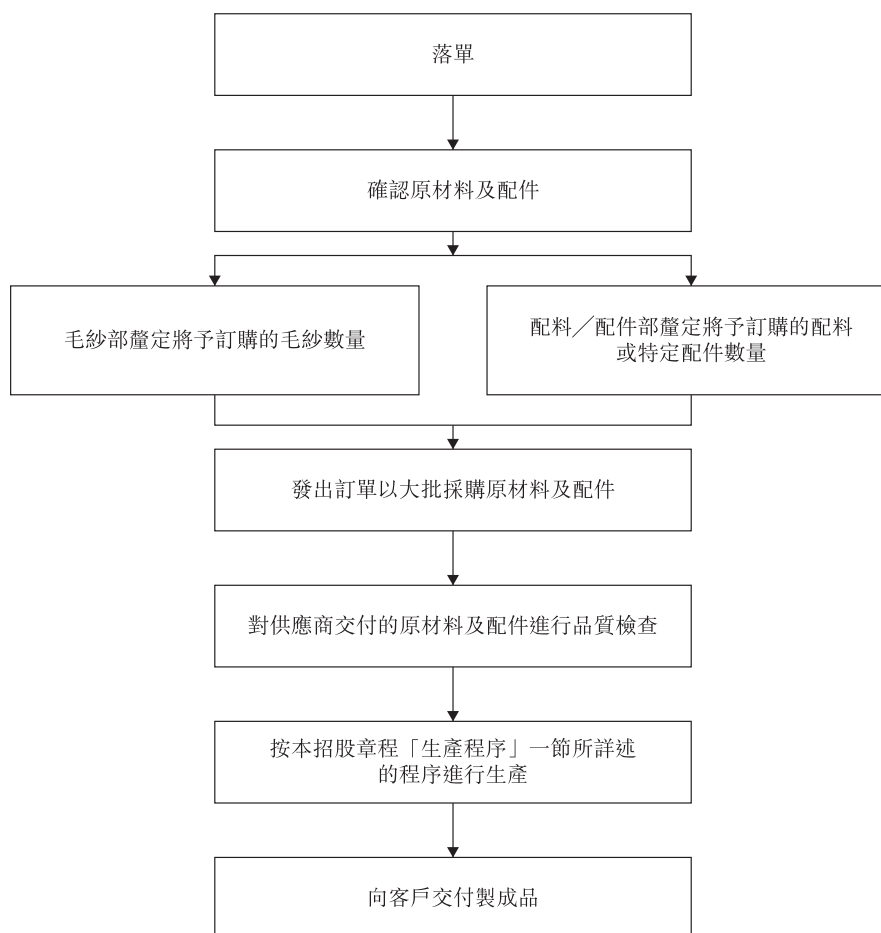 落單
確認原材料及配件
毛紗部釐定將予訂購的毛紗數量
配料／配件部釐定將予訂購的配料
或特定配件數量
發出訂單以大批採購原材料及配件
對供應商交付的原材料及配件進行品質檢查
按本招股章程「生產程序」一節所詳述
的程序進行生產
向客戶交付製成品